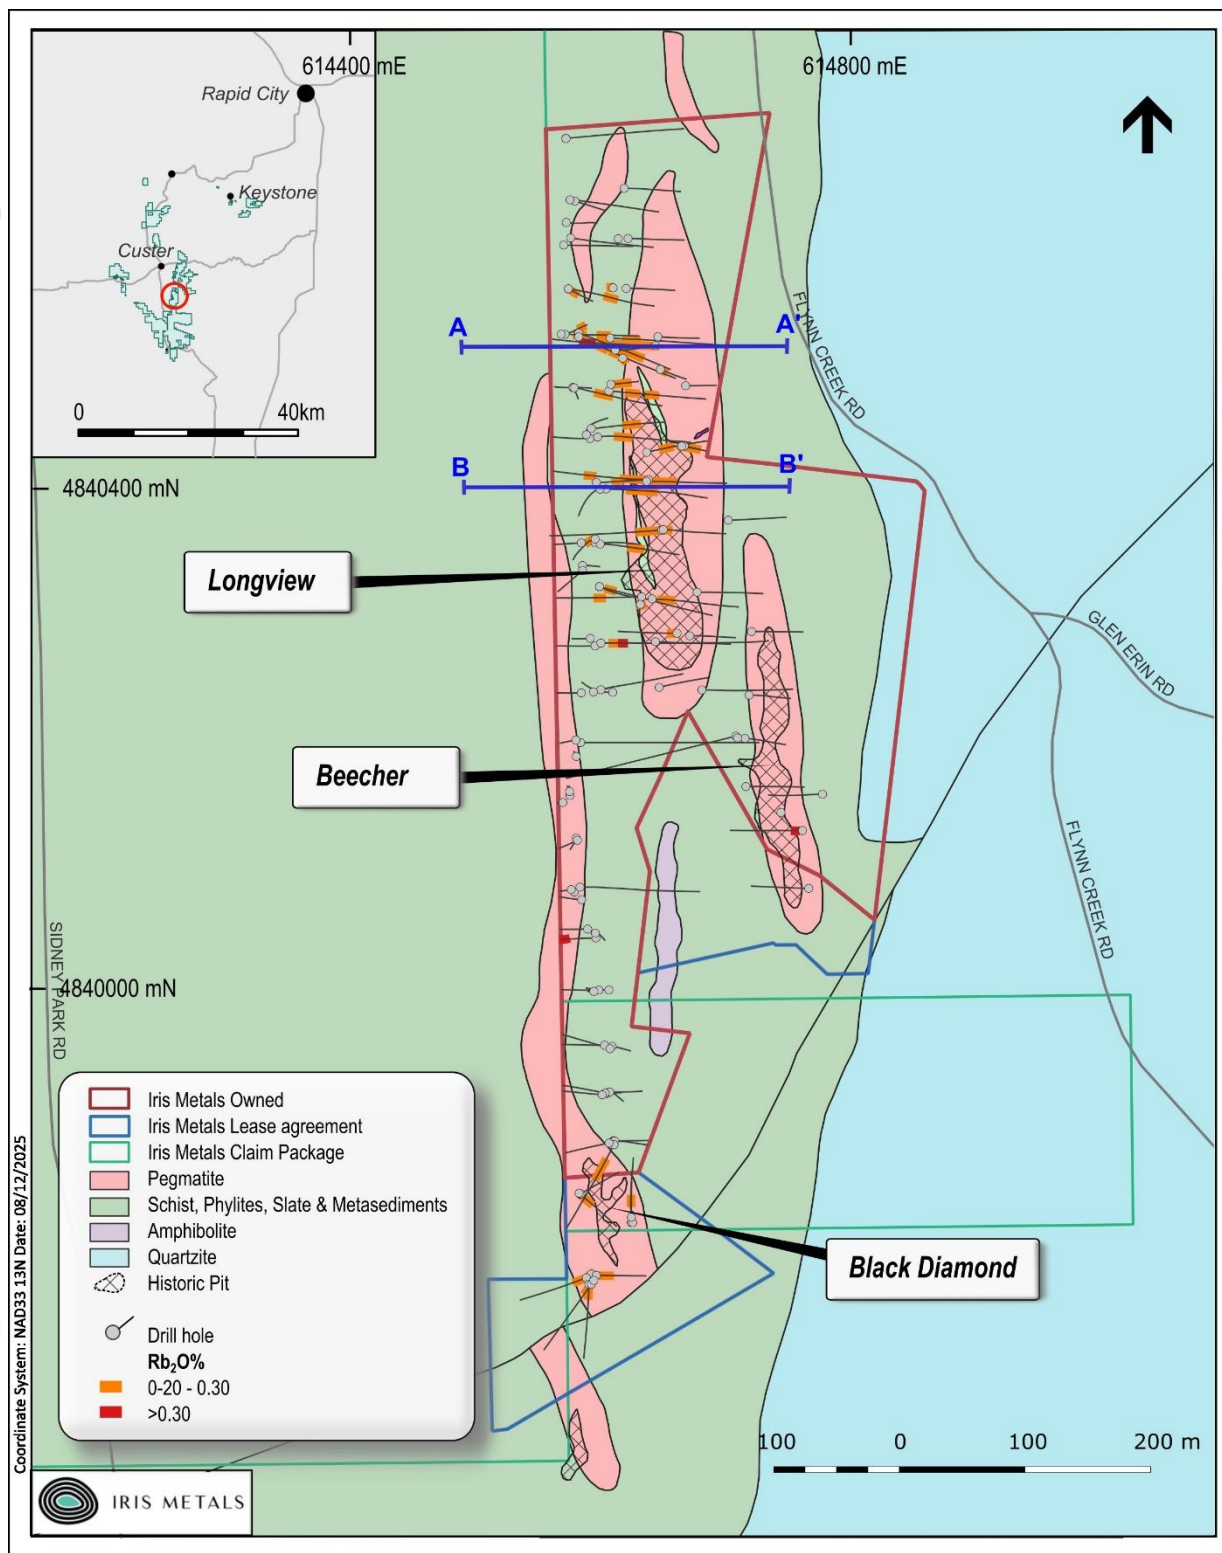 614400 mE
614800 mE
Rapid City
Keystone
Custer
0
40km
FLYNN CREEK RD
A
A'
B
B'
4840400 mN
Longview
GLEN ERIN RD
Beecher
FLYNN CREEK RD
SIDNEY PARK RD
4840000 mN
Iris Metals Owned
Iris Metals Lease agreement
Iris Metals Claim Package
Pegmatite
Schist, Phylites, Slate & Metasediments
Amphibolite
Quartzite
Historic Pit
Drill hole
Rb₂O%
0-20 - 0.30
>0.30
Black Diamond
100 0 100 200 m
Coordinate System: NAD33 13N Date: 08/12/2025
IRIS METALS